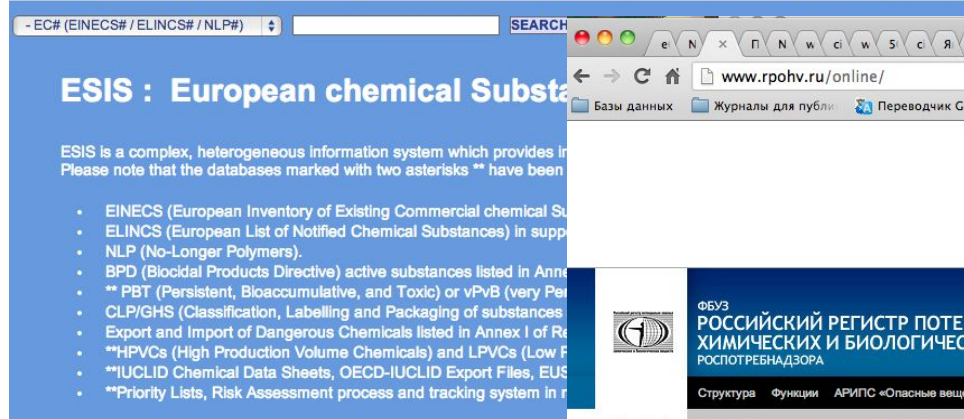 - EC# (EINECS# / ELINCS# / NLP#)
SEARCH
ESIS : European chemical Substa
ESIS is a complex, heterogeneous information system which provides
Please note that the databases marked with two asterisks ** have been
• EINECS (European Inventory of Existing Commercial chemical Su
• ELINCS (European List of Notified Chemical Substances) in supp
• NLP (No-Longer Polymers).
• BPD (Biocidal Products Directive) active substances listed in Anne
• ** PBT (Persistent, Bioaccumulative, and Toxic) or vPvB (very Per
• CLP/GHS (Classification, Labelling and Packaging of substances
• Export and Import of Dangerous Chemicals listed in Annex I of Re
• **HPVCs (High Production Volume Chemicals) and LPVCs (Low P
• **IUCLID Chemical Data Sheets, OECD-IUCLID Export Files, EUS
• **Priority Lists, Risk Assessment process and tracking system in
e N × П N w ci w 5 c Я
www.rpohv.ru/online/
Базы данных Журналы для публи Переводчик G
ФБУЗ
РОССИЙСКИЙ РЕГИСТР ПОТЕ
ХИМИЧЕСКИХ И БИОЛОГИЧЕС
РОСПОТРЕБНАДЗОРА
Структура Функции АРИПС «Опасные веще